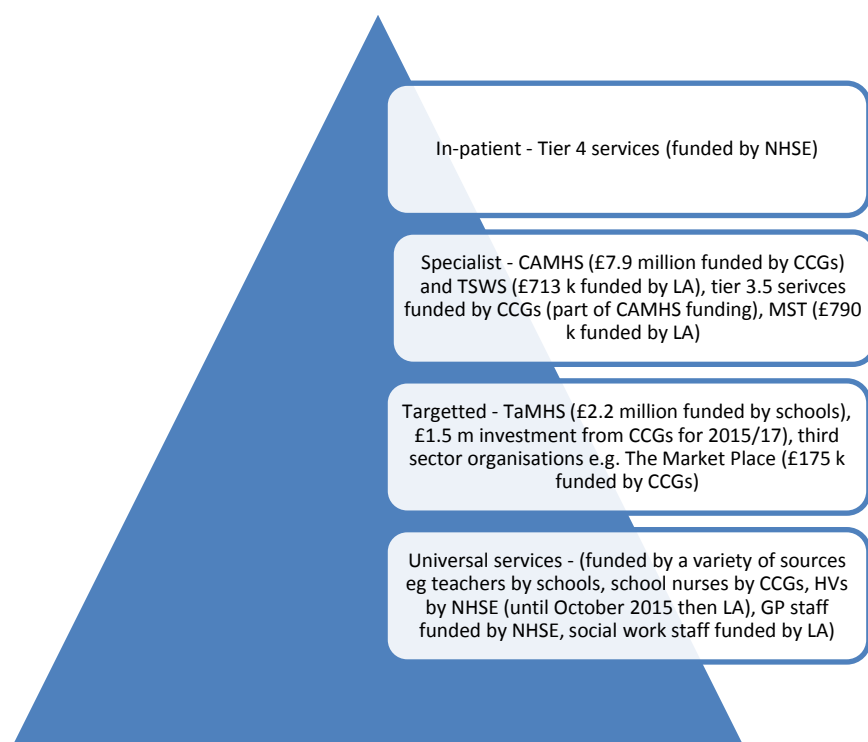 In-patient - Tier 4 services (funded by NHSE)
Specialist - CAMHS (£7.9 million funded by CCGs)
and TSWS (£713 k funded by LA), tier 3.5 serivces
funded by CCGs (part of CAMHS funding), MST (£790
k funded by LA)
Targetted - TaMHS (£2.2 million funded by schools),
£1.5 m investment from CCGs for 2015/17), third
sector organisations e.g. The Market Place (£175 k
funded by CCGs)
Universal services - (funded by a variety of sources
eg teachers by schools, school nurses by CCGs, HVs
by NHSE (until October 2015 then LA), GP staff
funded by NHSE, social work staff funded by LA)